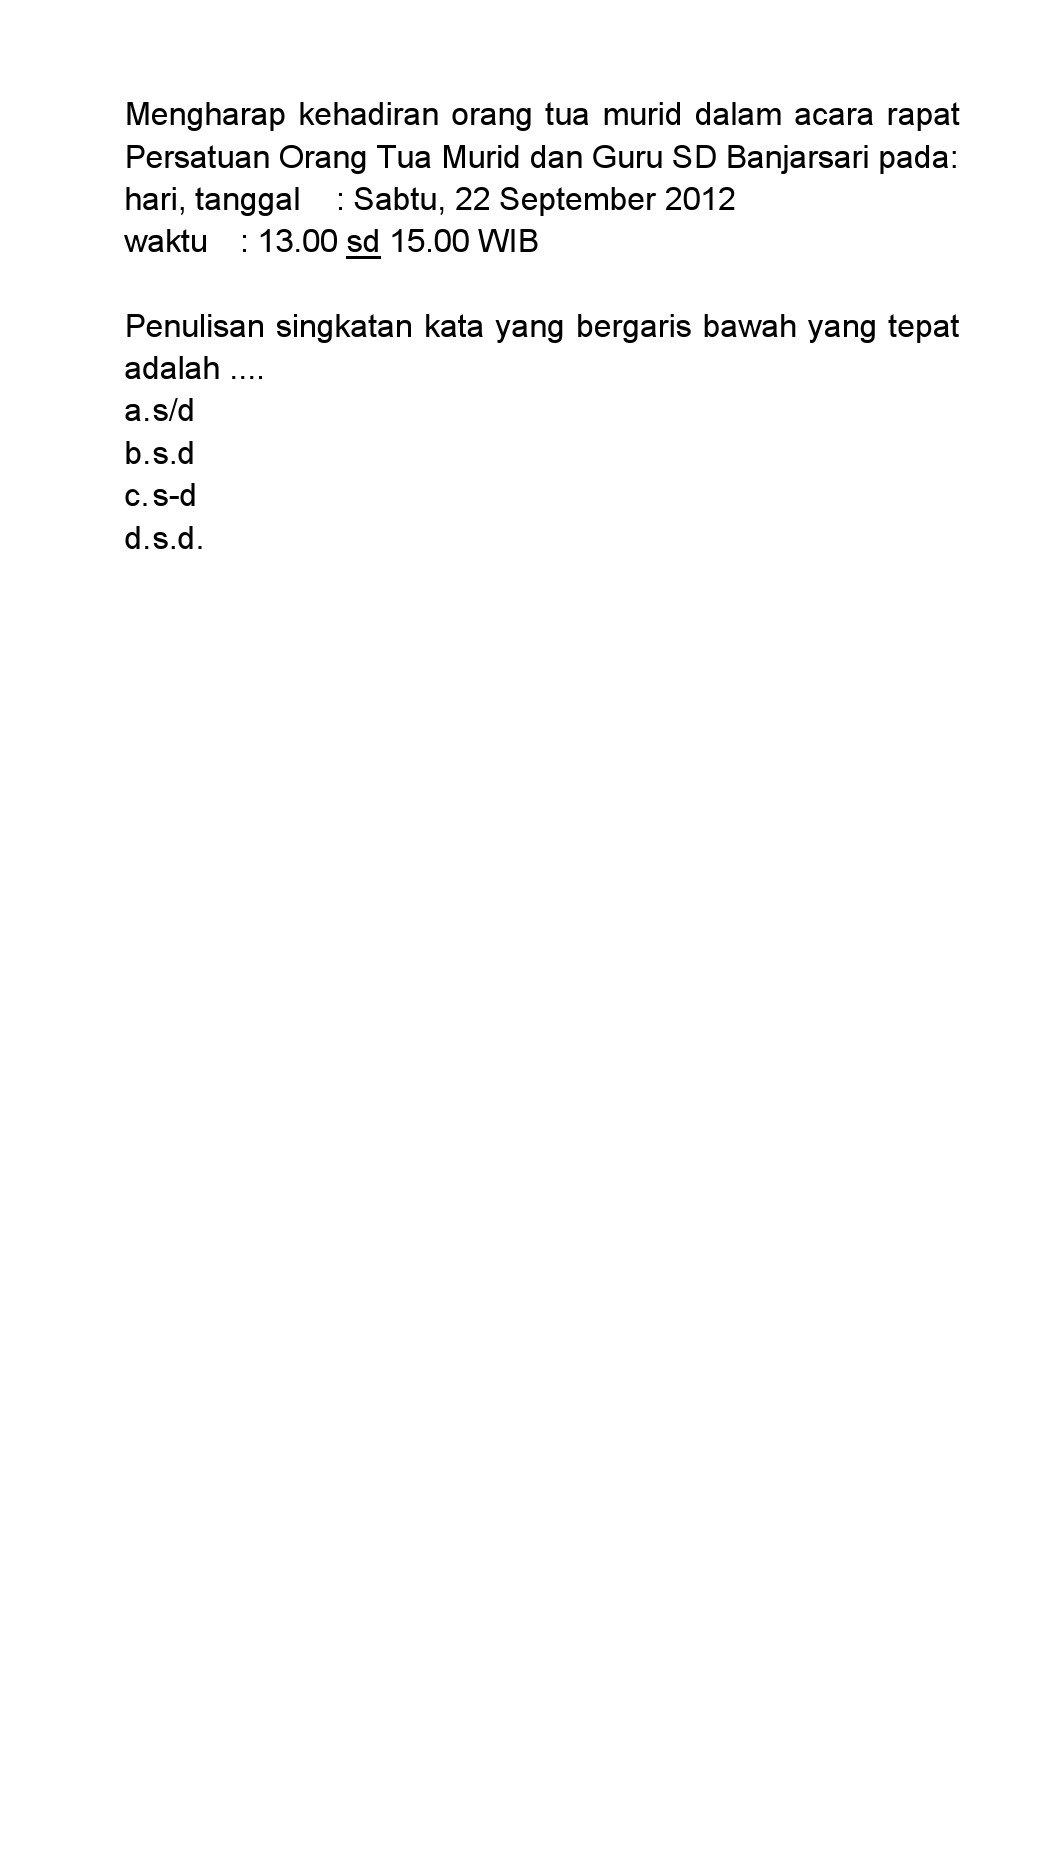 Mengharap kehadiran orang tua murid dalam acara rapat
Persatuan Orang Tua Murid dan Guru SD Banjarsari pada:
hari, tanggal : Sabtu, 22 September 2012
waktu : 13.00 sd 15.00 WIB
Penulisan singkatan kata yang bergaris bawah yang tepat
adalah ....
a.s/d
b.s.d
c.s-d
d.s.d.